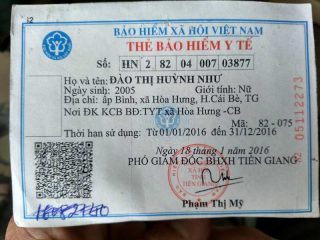 BẢO HIỂM XÃ HỘI VIỆT NAM
THẺ BẢO HIỂM Y TẾ
Số: HN 2 82 04 007 03877
Họ và tên: ĐÀO THỊ HUỲNH NHƯ
Ngày sinh: 2005 Giới tính: Nữ
Địa chỉ: ấp Bình, xã Hòa Hưng, H.Cái Bè, TG
Nơi ĐK KCB BĐ: TYT xã Hòa Hưng -CB
Mã: 82 - 075
Thời hạn sử dụng: Từ 01/01/2016 đến 31/12/2016
Ngày 18 tháng 1 năm 2016
PHÓ GIÁM ĐỐC BHXH TIỀN GIANG
Phạm Thị Mỹ
05112273